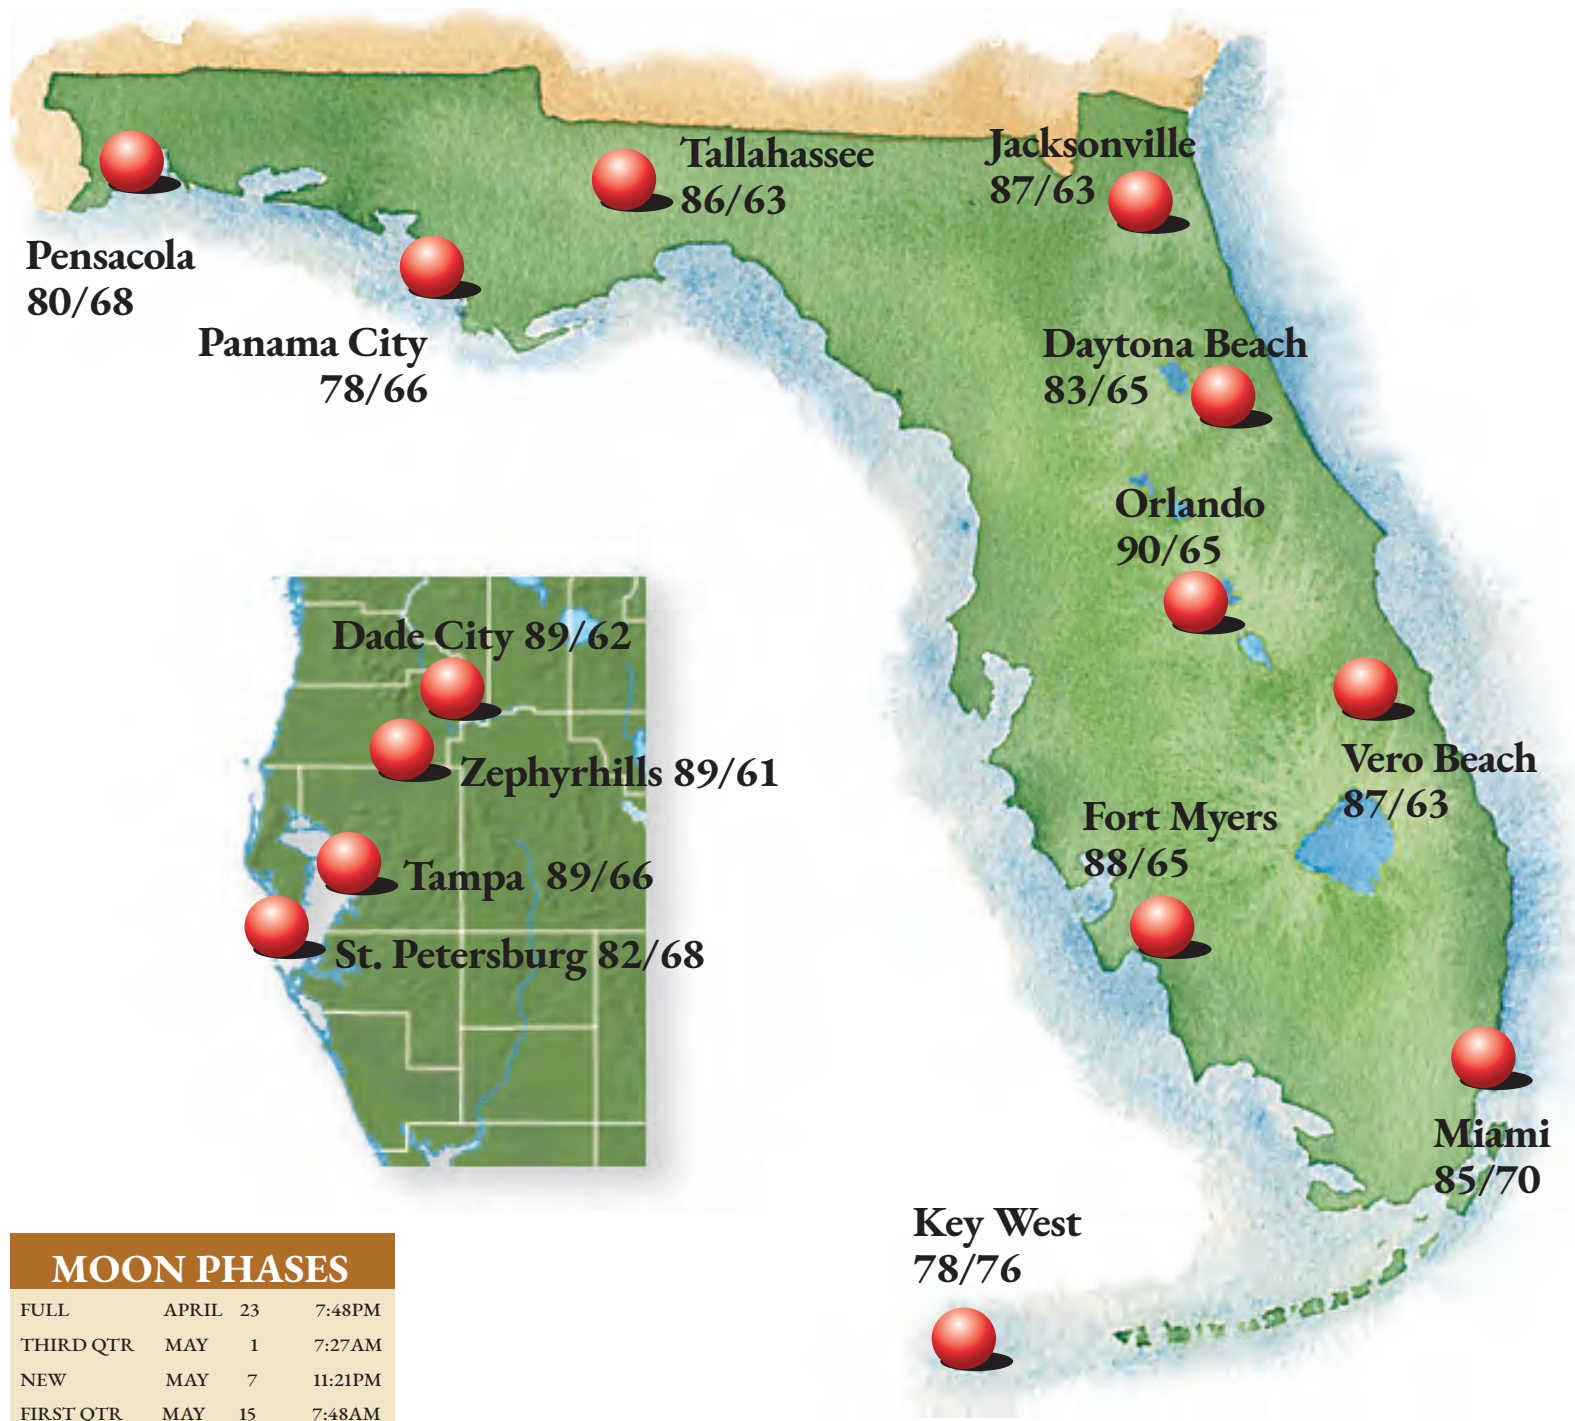 Tallahassee
86/63
Jacksonville
87/63
Pensacola
80/68
Panama City
78/66
Daytona Beach
83/65
Orlando
90/65
Dade City 89/62
Zephyrhills 89/61
Vero Beach
87/63
Fort Myers
88/65
Tampa 89/66
St. Petersburg 82/68
Miami
85/70
Key West
78/76
MOON PHASES
FULL APRIL 23 7:48PM
THIRD QTR MAY 1 7:27AM
NEW MAY 7 11:21PM
FIRST QTR MAY 15 7:48AM